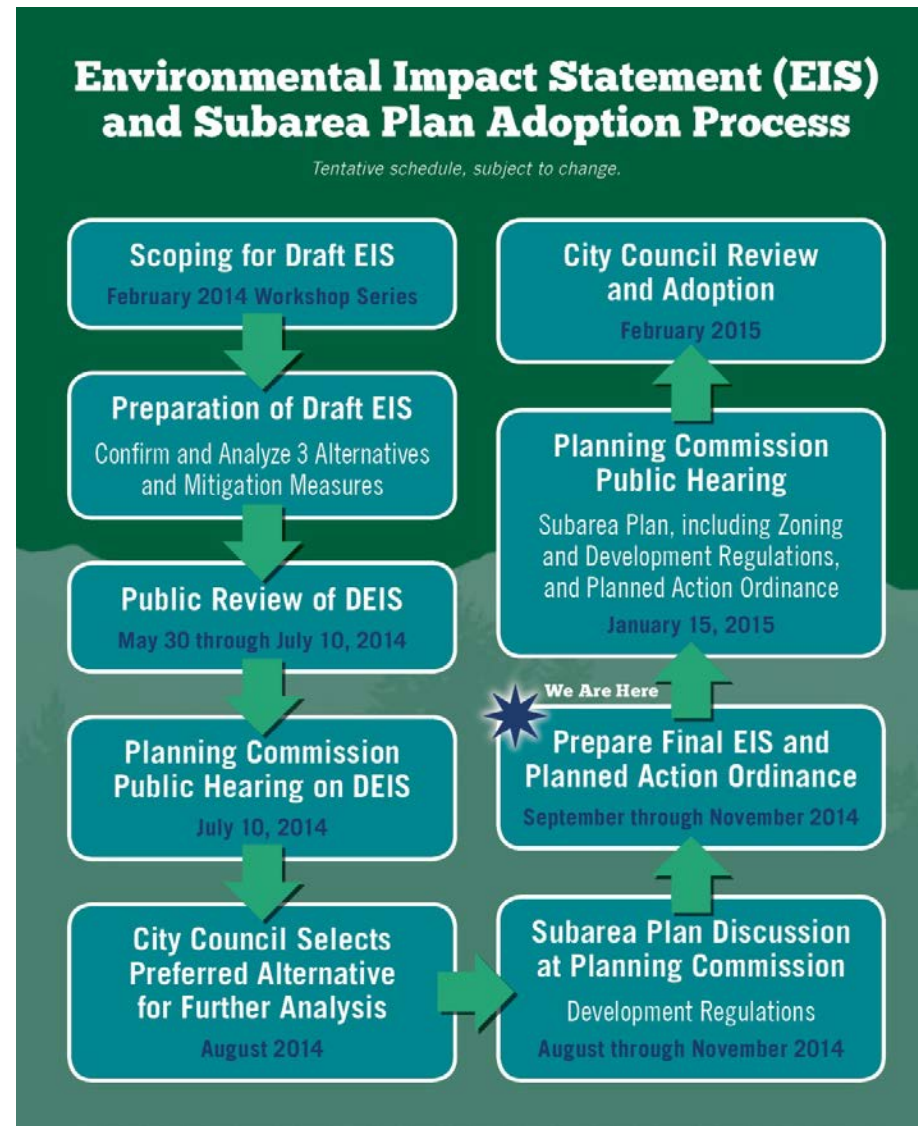 Environmental Impact Statement (EIS)
and Subarea Plan Adoption Process
Tentative schedule, subject to change.
Scoping for Draft EIS
February 2014 Workshop Series
Preparation of Draft EIS
Confirm and Analyze 3 Alternatives
and Mitigation Measures
Public Review of DEIS
May 30 through July 10, 2014
Planning Commission
Public Hearing on DEIS
July 10, 2014
City Council Selects
Preferred Alternative
for Further Analysis
August 2014
Subarea Plan Discussion
at Planning Commission
Development Regulations
August through November 2014
We Are Here
Prepare Final EIS and
Planned Action Ordinance
September through November 2014
Planning Commission
Public Hearing
Subarea Plan, including Zoning
and Development Regulations,
and Planned Action Ordinance
January 15, 2015
City Council Review
and Adoption
February 2015